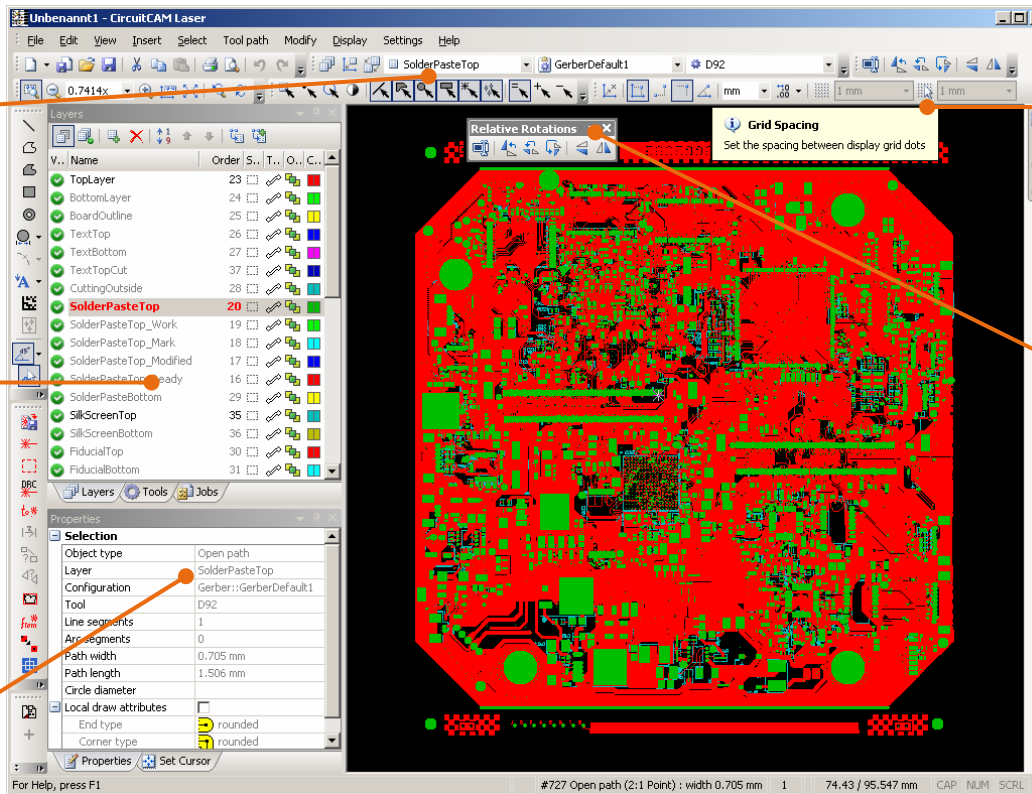 Unbenannt1 - CircuitCAM Laser
File Edit View Insert Select Tool path Modify Display Settings Help
SolderPasteTop GerberDefault1 D92
0.7414x mm 1 mm 1 mm
Layers
V.. Name Order S.. T.. O.. C..
TopLayer 23
BottomLayer 24
BoardOutline 25
TextTop 26
TextBottom 27
TextTopCut 37
CuttingOutside 28
SolderPasteTop 20
SolderPasteTop_Work 19
SolderPasteTop_Mark 18
SolderPasteTop_Modified 17
SolderPasteTop_Ready 16
SolderPasteBottom 29
SilkScreenTop 35
SilkScreenBottom 36
FiducialTop 30
FiducialBottom 31
Layers Tools Jobs
Relative Rotations
Grid Spacing
Set the spacing between display grid dots
45°
DRC
Properties
Selection
Object type Open path
Layer SolderPasteTop
Configuration Gerber::GerberDefault1
Tool D92
Line segments 1
Arc segments 0
Path width 0.705 mm
Path length 1.506 mm
Circle diameter
Local draw attributes
End type rounded
Corner type rounded
Properties Set Cursor
For Help, press F1
#727 Open path (2:1 Point) : width 0.705 mm 1 74.43 / 95.547 mm CAP NUM SCRL